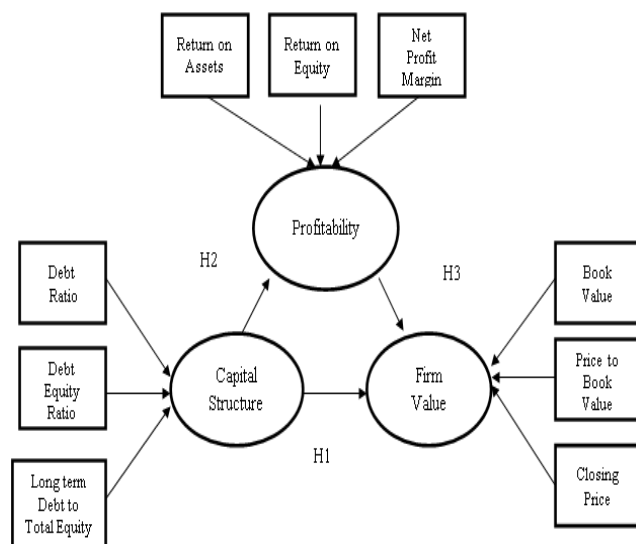 Return on
Assets
Return on
Equity
Net
Profit
Margin
Profitability
H2
H3
Debt
Ratio
Debt
Equity
Ratio
Long term
Debt to
Total Equity
Capital
Structure
H1
Firm
Value
Book
Value
Price to
Book
Value
Closing
Price